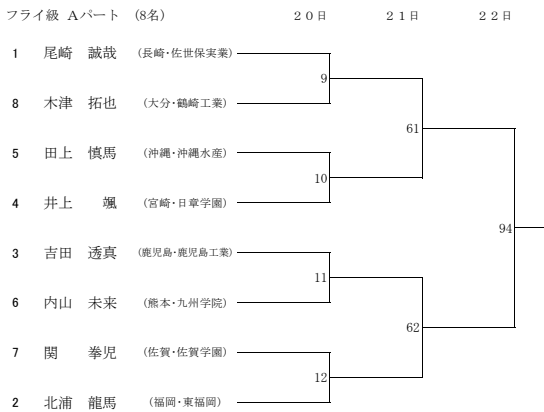 フライ級 Aパート (8名) 20日 21日 22日
1 尾崎 誠哉 (長崎・佐世保実業)
9
8 木津 拓也 (大分・鶴崎工業)
61
5 田上 慎馬 (沖縄・沖縄水産)
10
4 井上 颯 (宮崎・日章学園)
94
3 吉田 透真 (鹿児島・鹿児島工業)
11
6 内山 未来 (熊本・九州学院)
62
7 関 拳児 (佐賀・佐賀学園)
12
2 北浦 龍馬 (福岡・東福岡)